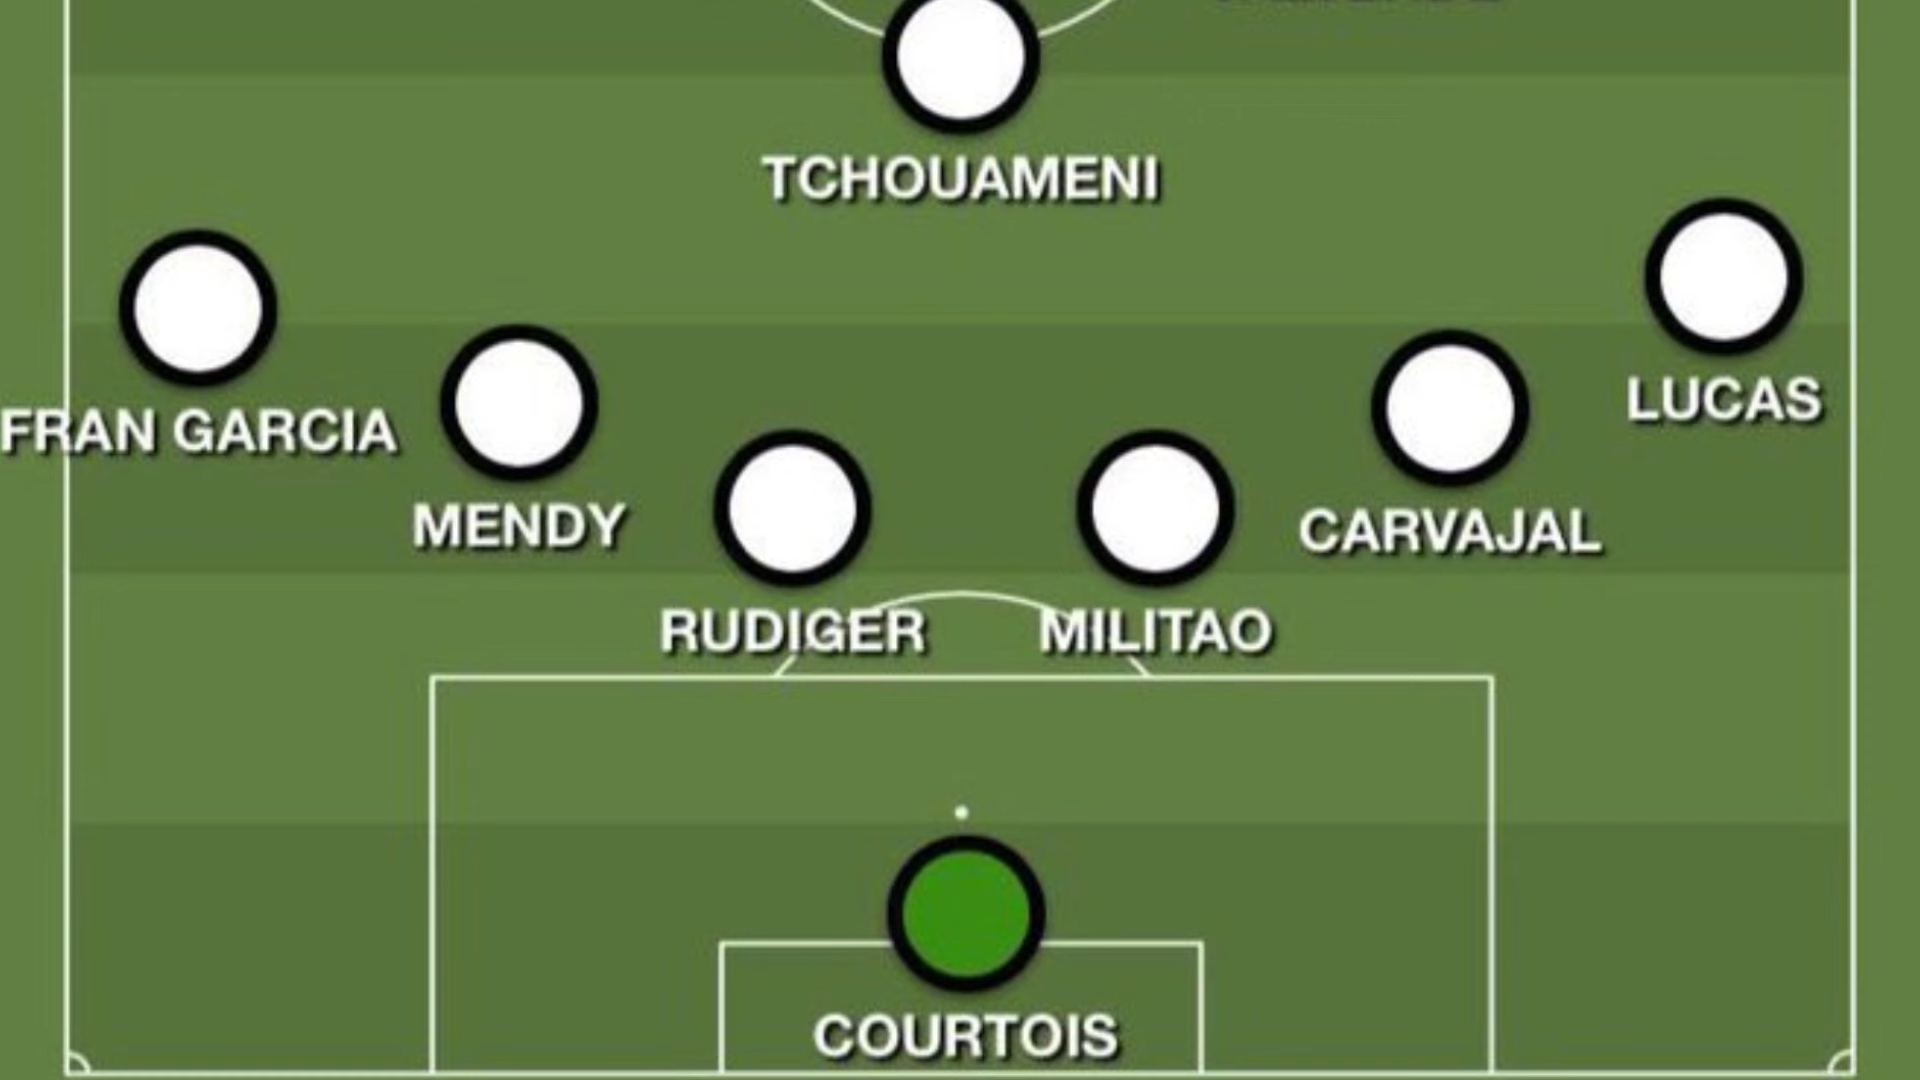 TCHOUAMENI
FRAN GARCIA
LUCAS
MENDY
CARVAJAL
RUDIGER
MILITAO
COURTOIS